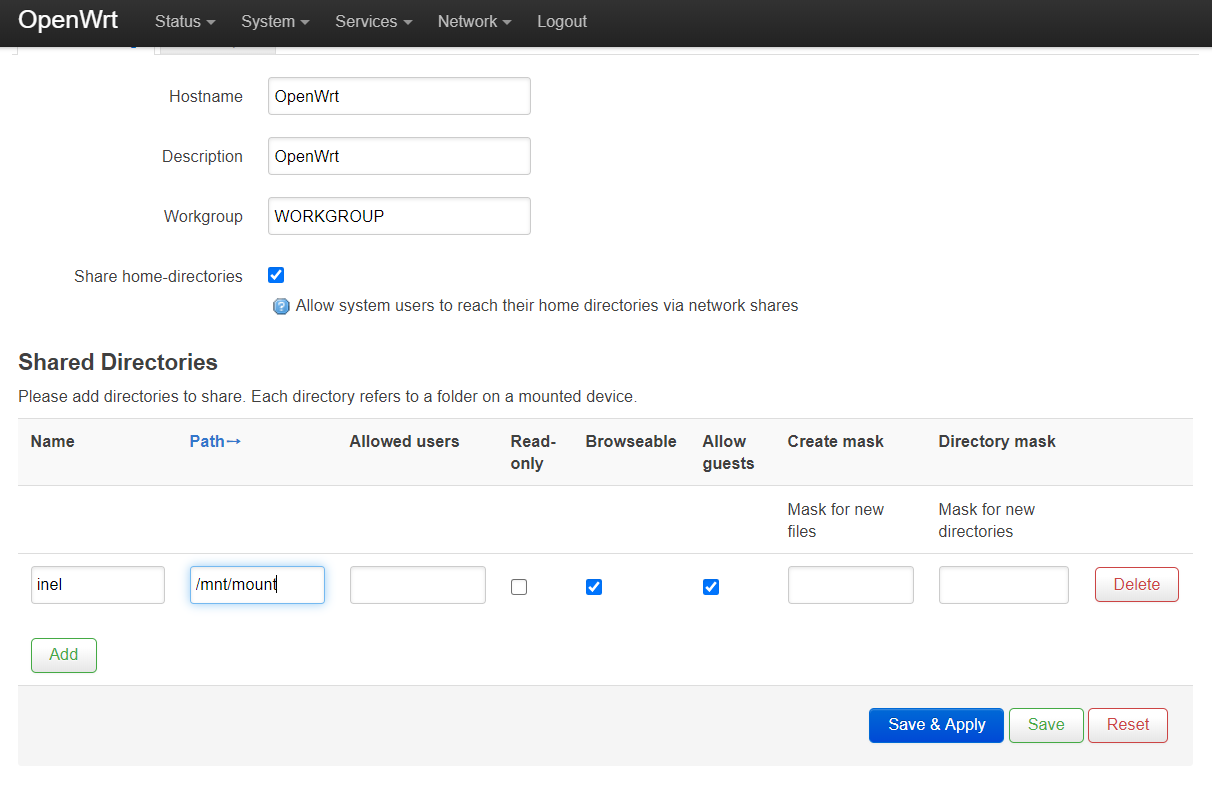 OpenWrt Status System Services Network Logout
Hostname OpenWrt
Description OpenWrt
Workgroup WORKGROUP
Share home-directories
Allow system users to reach their home directories via network shares
Shared Directories
Please add directories to share. Each directory refers to a folder on a mounted device.
Name Path→ Allowed users Read-only Browseable Allow guests Create mask Directory mask
Mask for new files Mask for new directories
inel /mnt/mount Delete
Add
Save & Apply Save Reset